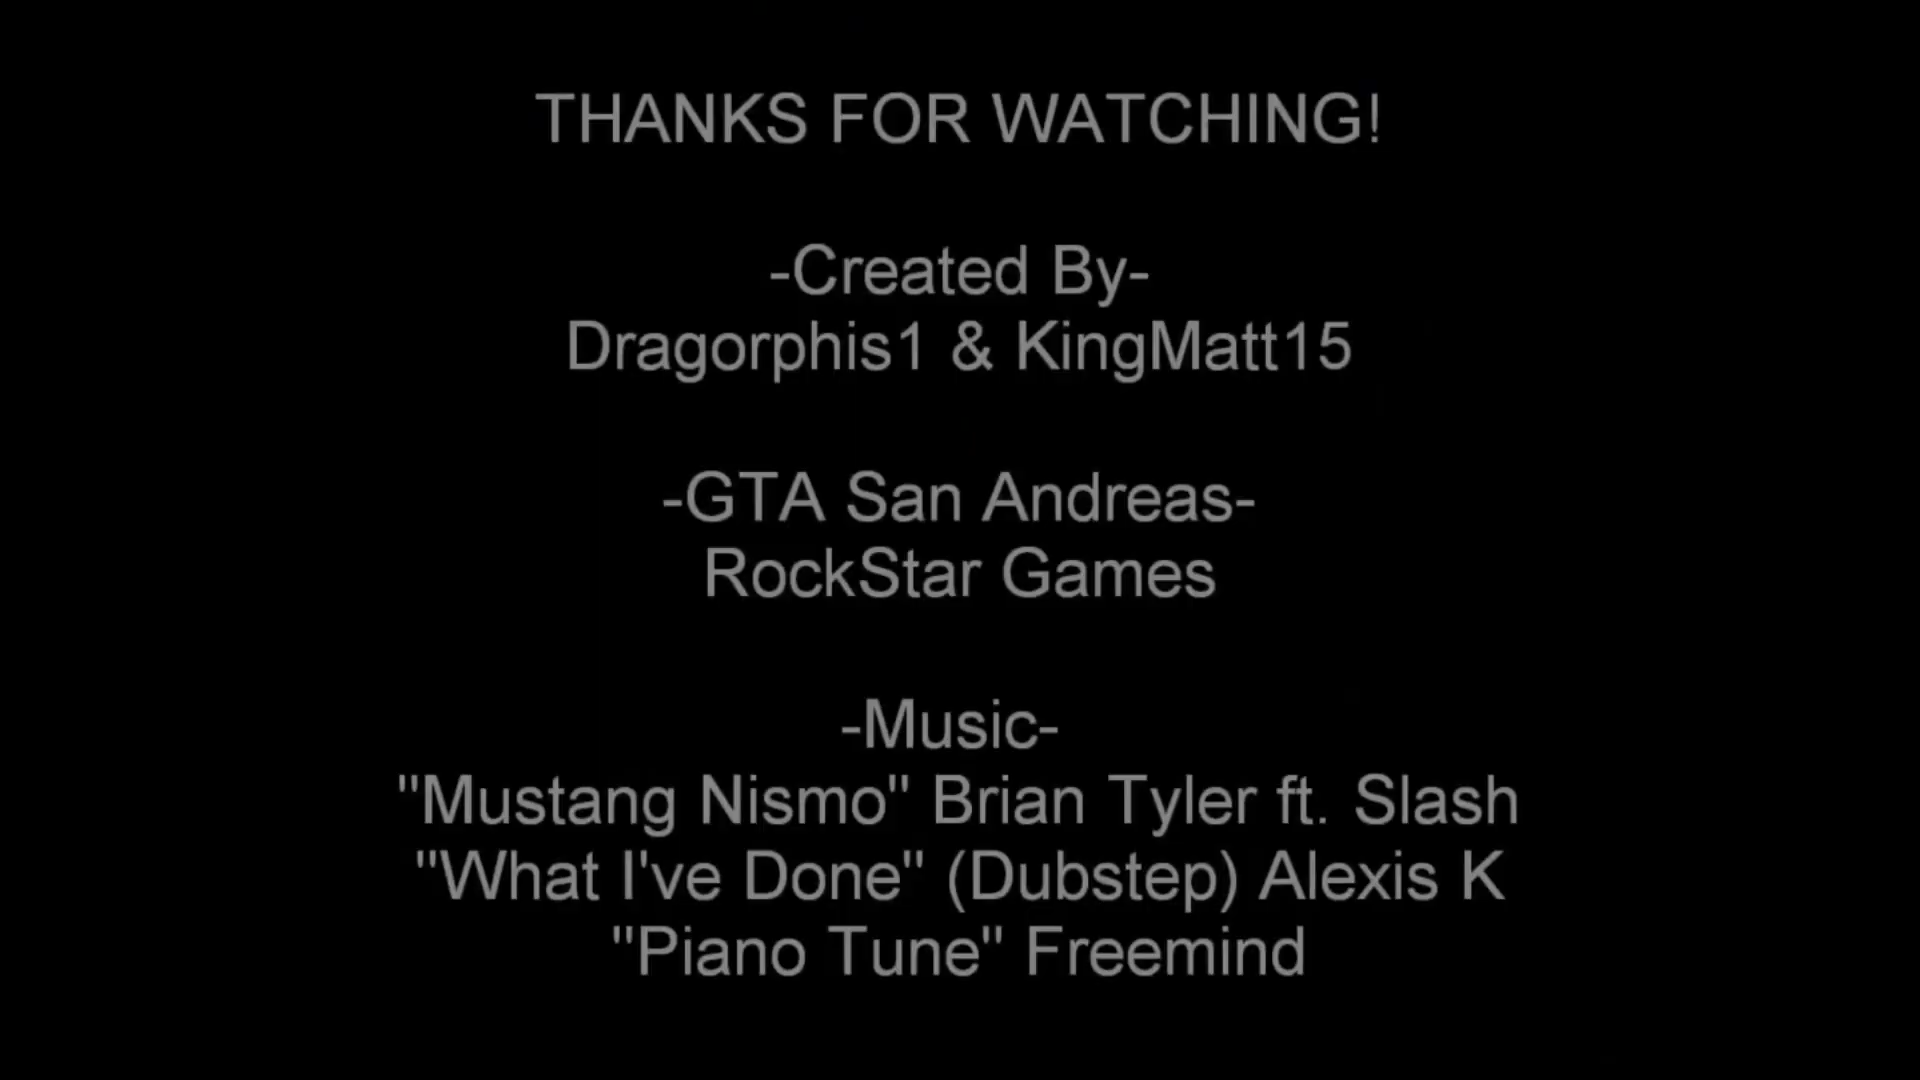 THANKS FOR WATCHING!
-Created By-
Dragorphis1 & KingMatt15
-GTA San Andreas-
RockStar Games
-Music-
"Mustang Nismo" Brian Tyler ft. Slash
"What I've Done" (Dubstep) Alexis K
"Piano Tune" Freemind